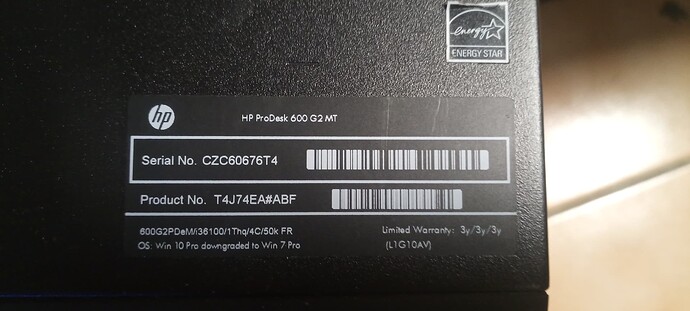 energy
ENERGY STAR
hp
HP ProDesk 600 G2 MT
Serial No. CZC60676T4
Product No. T4J74EA#ABF
600G2PDeM/i36100/1Thq/4C/50k FR
Limited Warranty: 3y/3y/3y
OS: Win 10 Pro downgraded to Win 7 Pro
(L1G10AV)